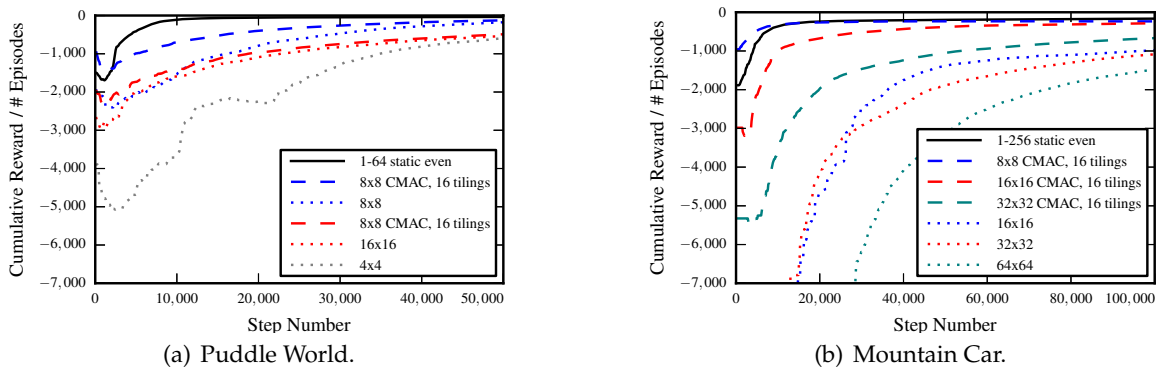 Cumulative Reward / # Episodes
0
−1,000
−2,000
−3,000
−4,000
−5,000
−6,000
−7,000
1-64 static even
8x8 CMAC, 16 tilings
8x8
8x8 CMAC, 16 tilings
16x16
4x4
0 10,000 20,000 30,000 40,000 50,000
Step Number
(a) Puddle World.
Cumulative Reward / # Episodes
0
−1,000
−2,000
−3,000
−4,000
−5,000
−6,000
−7,000
1-256 static even
8x8 CMAC, 16 tilings
16x16 CMAC, 16 tilings
32x32 CMAC, 16 tilings
16x16
32x32
64x64
0 20,000 40,000 60,000 80,000 100,000
Step Number
(b) Mountain Car.